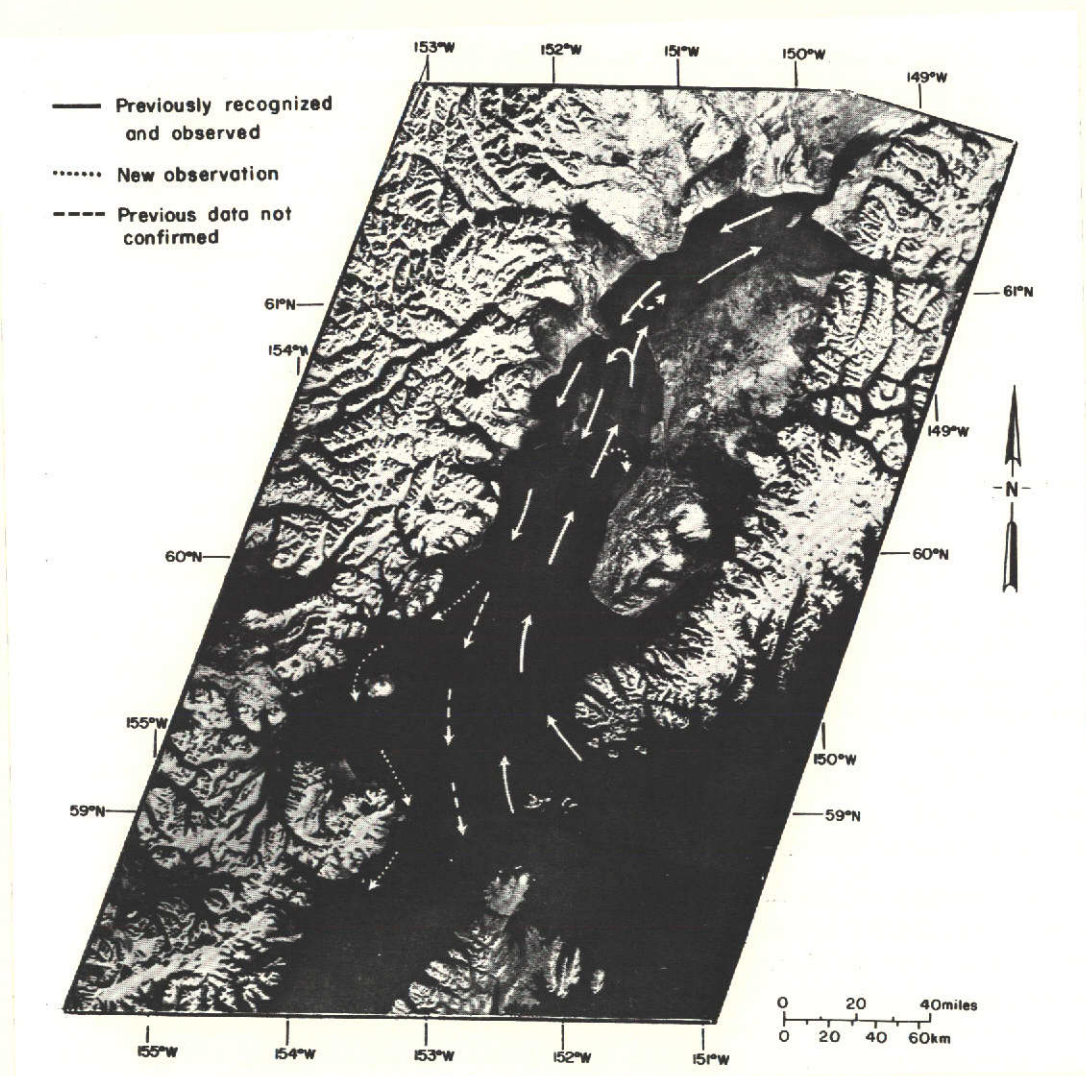 153°W
152°W
151°W
150°W
149°W
Previously recognized
and observed
New observation
Previous data not
confirmed
61°N
61°N
154°W
149°W
N
60°N
60°N
155°W
150°W
59°N
59°N
0 20 40miles
0 20 40 60km
155°W
154°W
153°W
152°W
151°W